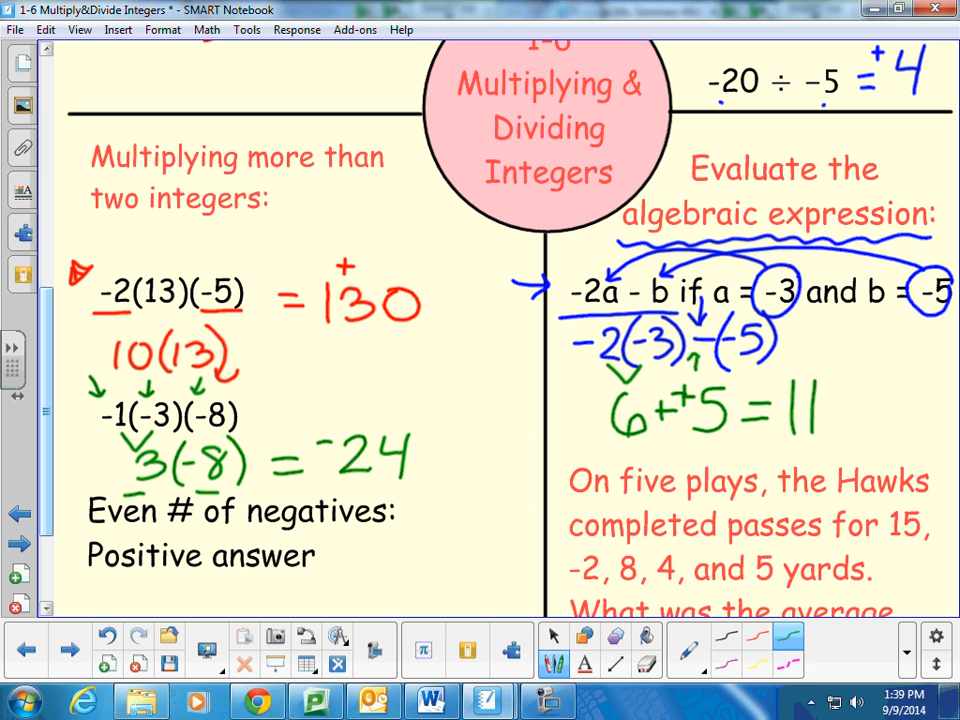 1-6 Multiply&Divide Integers * - SMART Notebook
File Edit View Insert Format Tools Math Response Add-ons Help
1-6
Multiplying &
Dividing
Integers
-20 ÷ -5 = +4
Multiplying more than
two integers:
-2(13)(-5) = +130
10(13)
-1(-3)(-8)
3(-8) = -24
Even # of negatives:
Positive answer
Evaluate the
algebraic expression:
-2a - b if a = -3 and b = -5
-2(-3)-(-5)
6++5=11
On five plays, the Hawks
completed passes for 15,
-2, 8, 4, and 5 yards.
What was the average
1:39 PM
9/9/2014